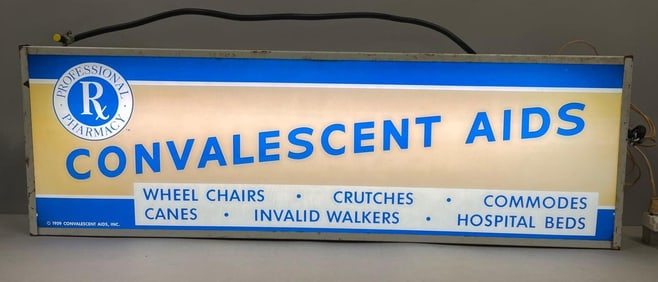 PROFESSIONAL
Rx
PHARMACY
CONVALESCENT AIDS
WHEEL CHAIRS • CRUTCHES • COMMODES
CANES • INVALID WALKERS • HOSPITAL BEDS
© 1959 CONVALESCENT AIDS, INC.